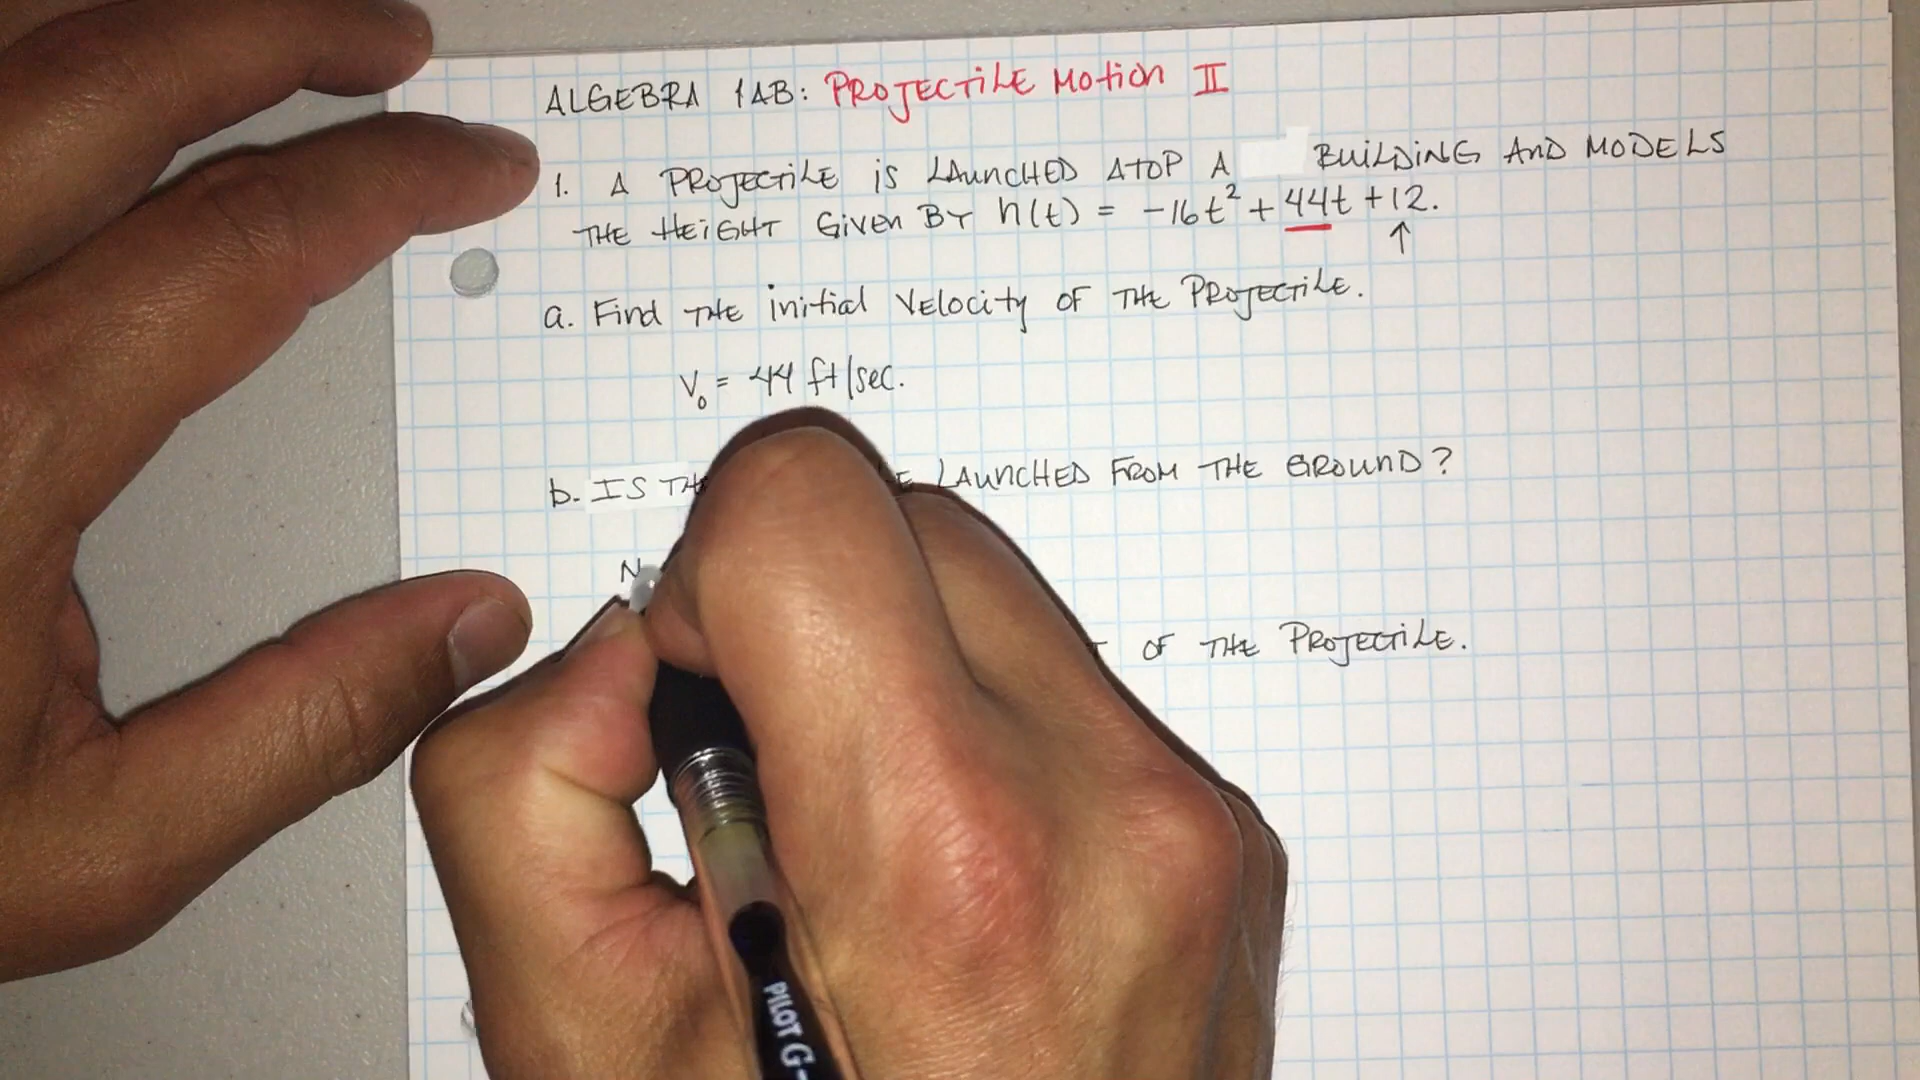 ALGEBRA 1AB: PROJECTILE MOTION II
1. A PROJECTILE IS LAUNCHED ATOP A BUILDING AND MODELS
THE HEIGHT GIVEN BY h(t) = -16t² + 44t + 12.
↑
a. Find THE initial Velocity OF THE PROJECTILE.
V₀ = 44 ft/sec.
b. IS THE LAUNCHED FROM THE GROUND?
N
OF THE PROJECTILE.
PILOT G-